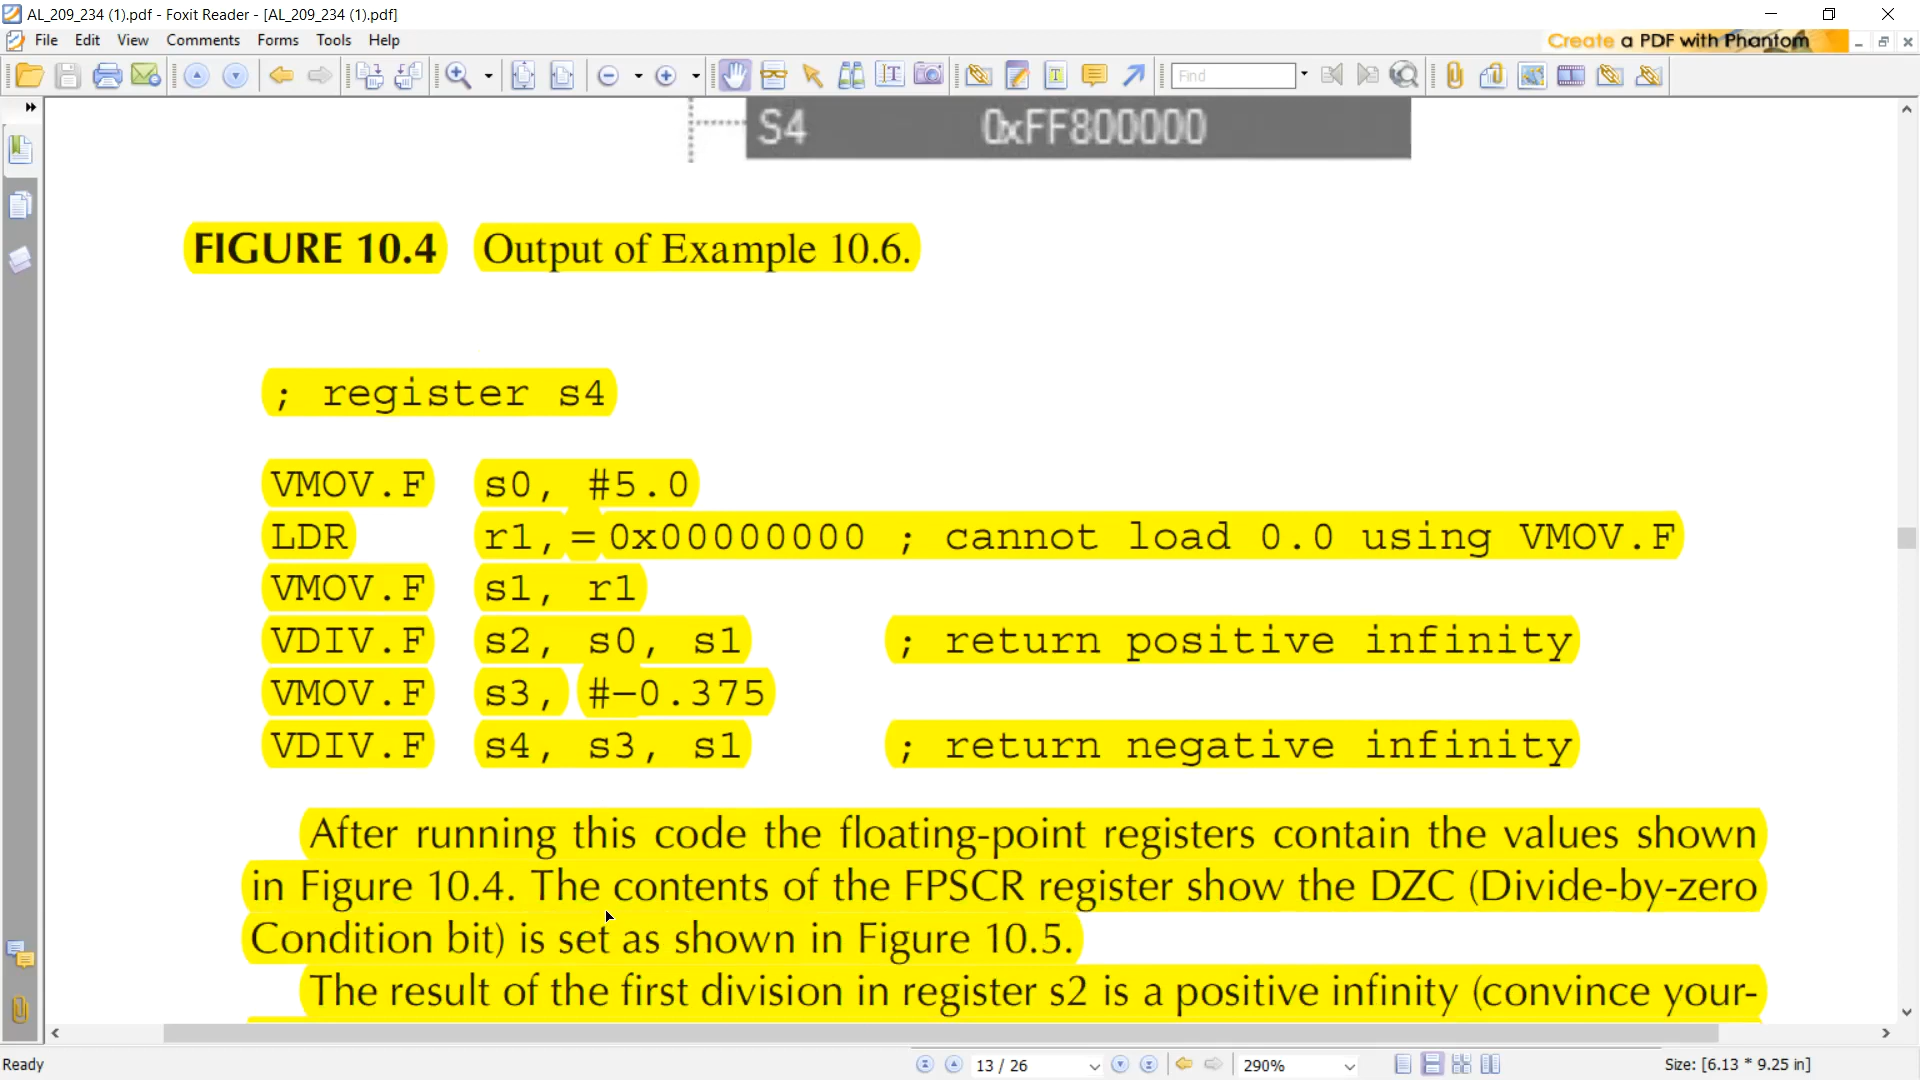 AL_209_234 (1).pdf - Foxit Reader - [AL_209_234 (1).pdf]
File Edit View Comments Forms Tools Help
Create a PDF with Phantom
Find
S4 0xFF800000
FIGURE 10.4 Output of Example 10.6.
; register s4
VMOV.F s0, #5.0
LDR r1, = 0x00000000 ; cannot load 0.0 using VMOV.F
VMOV.F s1, r1
VDIV.F s2, s0, s1 ; return positive infinity
VMOV.F s3, #−0.375
VDIV.F s4, s3, s1 ; return negative infinity
After running this code the floating-point registers contain the values shown
in Figure 10.4. The contents of the FPSCR register show the DZC (Divide-by-zero
Condition bit) is set as shown in Figure 10.5.
The result of the first division in register s2 is a positive infinity (convince your-
Ready 13 / 26 290% Size: [6.13 * 9.25 in]